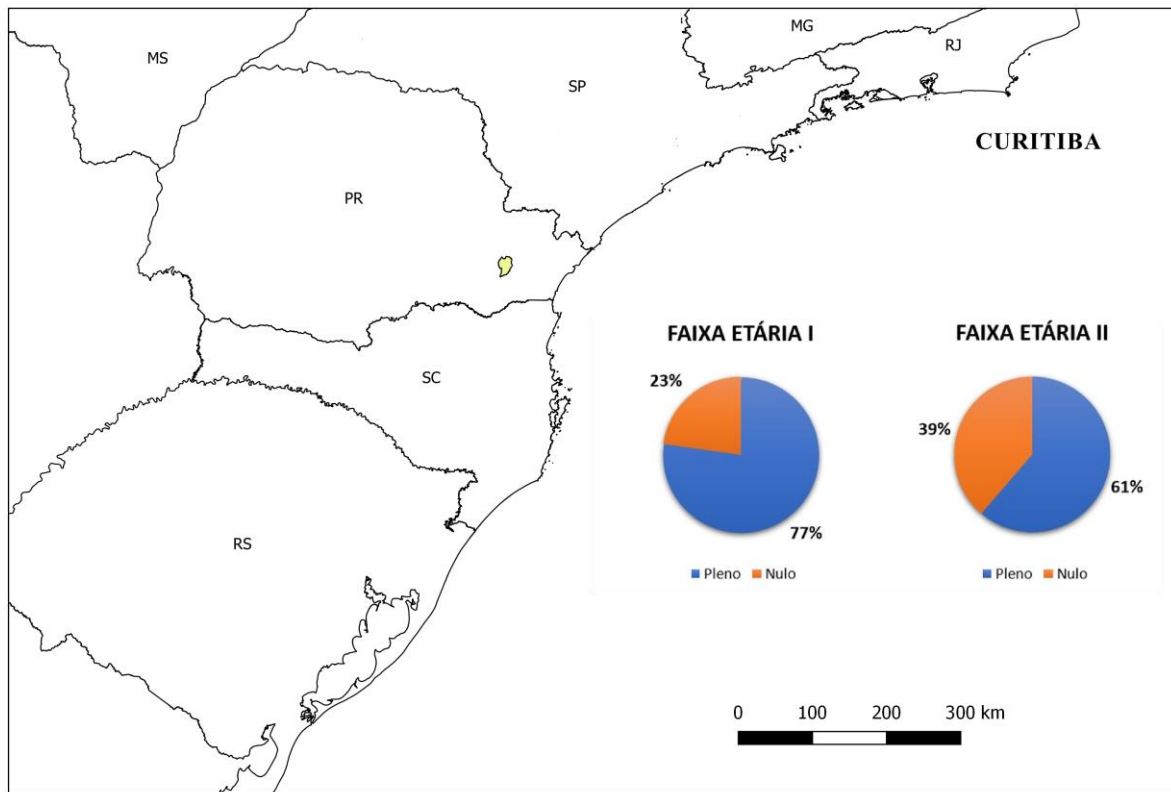 MS
MG
RJ
SP
CURITIBA
PR
SC
RS
FAIXA ETÁRIA I
23%
77%
Pleno Nulo
FAIXA ETÁRIA II
39%
61%
Pleno Nulo
0 100 200 300 km